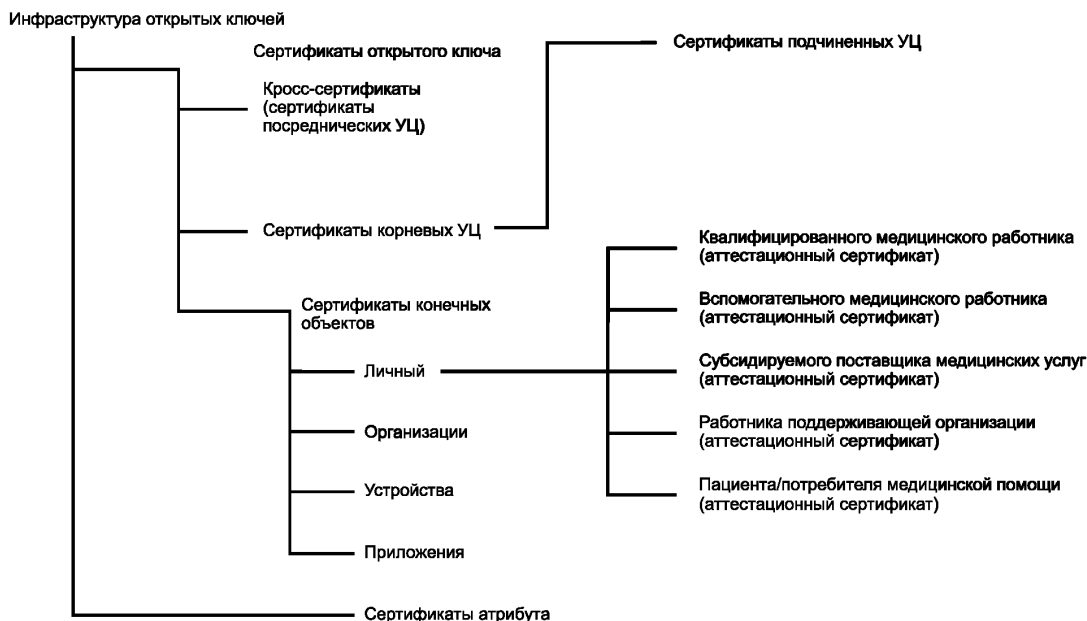 Инфраструктура открытых ключей
Сертификаты открытого ключа
Сертификаты подчиненных УЦ
Кросс-сертификаты
(сертификаты
посреднических УЦ)
Сертификаты корневых УЦ
Квалифицированного медицинского работника
(аттестационный сертификат)
Вспомогательного медицинского работника
(аттестационный сертификат)
Сертификаты конечных
объектов
Личный
Субсидируемого поставщика медицинских услуг
(аттестационный сертификат)
Организации
Работника поддерживающей организации
(аттестационный сертификат)
Устройства
Пациента/потребителя медицинской помощи
(аттестационный сертификат)
Приложения
Сертификаты атрибута